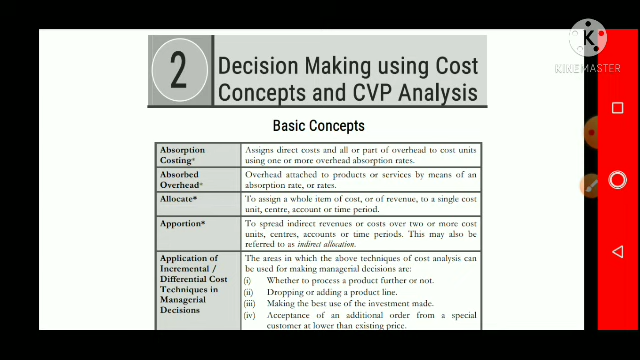 2
Decision Making using Cost
Concepts and CVP Analysis
Basic Concepts
Absorption
Costing*
Assigns direct costs and all or part of overhead to cost units
using one or more overhead absorption rates.
Absorbed
Overhead*
Overhead attached to products or services by means of an
absorption rate, or rates.
Allocate*
To assign a whole item of cost, or of revenue, to a single cost
unit, centre, account or time period.
Apportion*
To spread indirect revenues or costs over two or more cost
units, centres, accounts or time periods. This may also be
referred to as indirect allocation.
Application of
Incremental /
Differential Cost
Techniques in
Managerial
Decisions
The areas in which the above techniques of cost analysis can
be used for making managerial decisions are:
(i) Whether to process a product further or not.
(ii) Dropping or adding a product line.
(iii) Making the best use of the investment made.
(iv) Acceptance of an additional order from a special
customer at lower than existing price.
K
KINEMASTER